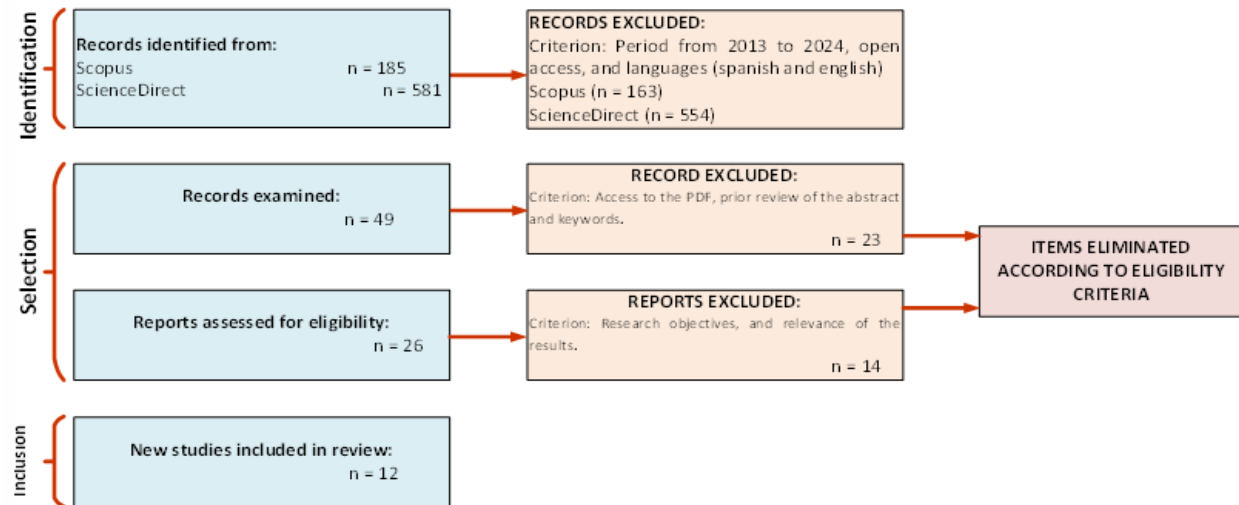 Identification
Records identified from:
Scopus n = 185
ScienceDirect n = 581
RECORDS EXCLUDED:
Criterion: Period from 2013 to 2024, open
access, and languages (spanish and english)
Scopus (n = 163)
ScienceDirect (n = 554)
Selection
Records examined:
n = 49
RECORD EXCLUDED:
Criterion: Access to the PDF, prior review of the abstract
and keywords.
n = 23
Reports assessed for eligibility:
n = 26
REPORTS EXCLUDED:
Criterion: Research objectives, and relevance of the
results.
n = 14
ITEMS ELIMINATED
ACCORDING TO ELIGIBILITY
CRITERIA
Inclusion
New studies included in review:
n = 12